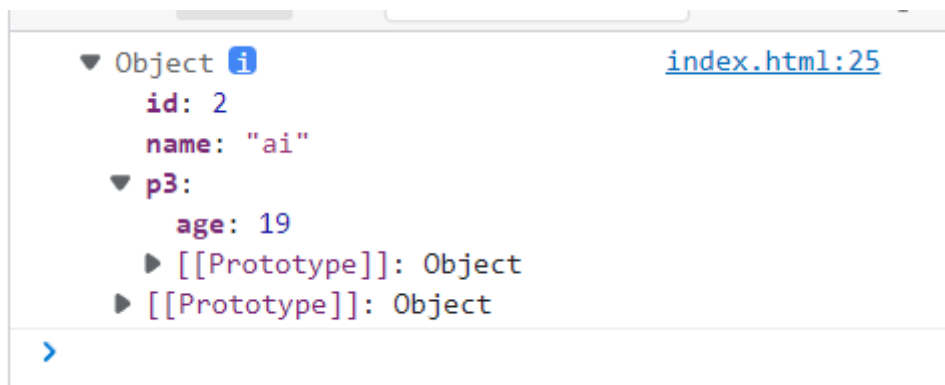 Object i index.html:25
id: 2
name: "ai"
p3:
age: 19
[[Prototype]]: Object
[[Prototype]]: Object